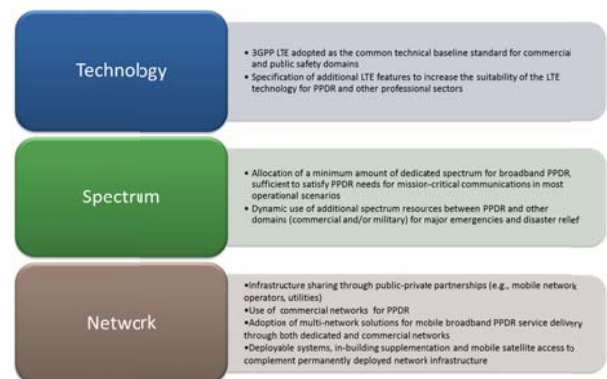 Technology
• 3GPP LTE adopted as the common technical baseline standard for commercial
and public safety domains
• Specification of additional LTE features to increase the suitability of the LTE
technology for PPDR and other professional sectors
Spectrum
• Allocation of a minimum amount of dedicated spectrum for broadband PPDR,
sufficient to satisfy PPDR needs for mission-critical communications in most
operational scenarios
• Dynamic use of additional spectrum resources between PPDR and other
domains (commercial and/or military) for major emergencies and disaster relief
Network
•Infrastructure sharing through public-private partnerships (e.g., mobile network
operators, utilities)
•Use of commercial networks for PPDR
•Adoption of multi-network solutions for mobile broadband PPDR service delivery
through both dedicated and commercial networks
•Deployable systems, in-building supplementation and mobile satellite access to
complement permanently deployed network infrastructure